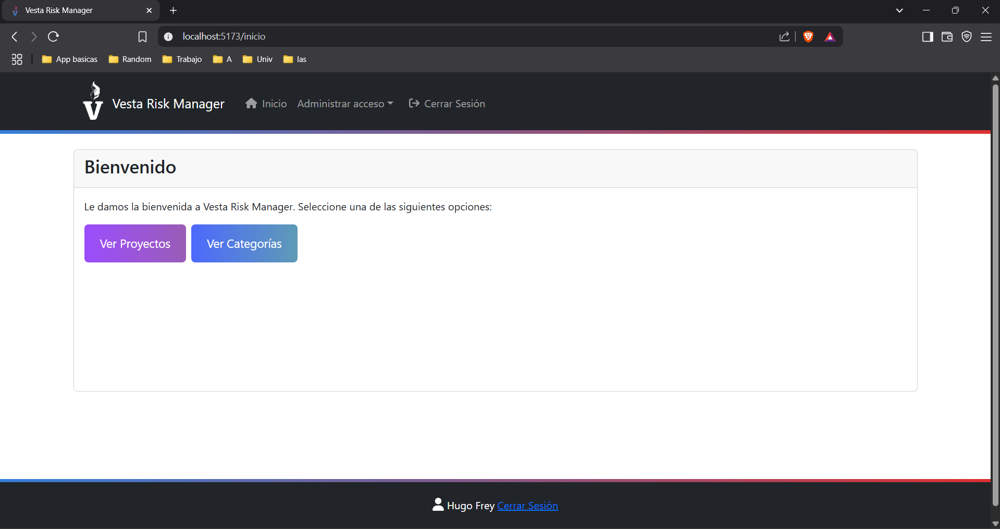 Vesta Risk Manager
localhost:5173/inicio
App basicas Random Trabajo A Univ Ias
V Vesta Risk Manager Inicio Administrar acceso Cerrar Sesión
Bienvenido
Le damos la bienvenida a Vesta Risk Manager. Seleccione una de las siguientes opciones:
Ver Proyectos Ver Categorías
Hugo Frey Cerrar Sesión